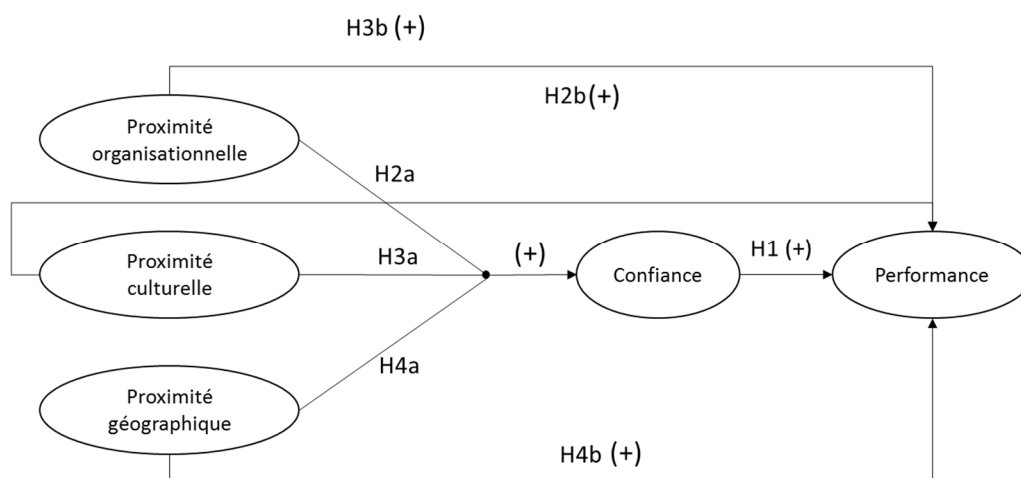 H3b (+)
H2b (+)
Proximité
organisationnelle
H2a
H3a
(+)
H1 (+)
Proximité
culturelle
Confiance
Performance
H4a
Proximité
géographique
H4b (+)